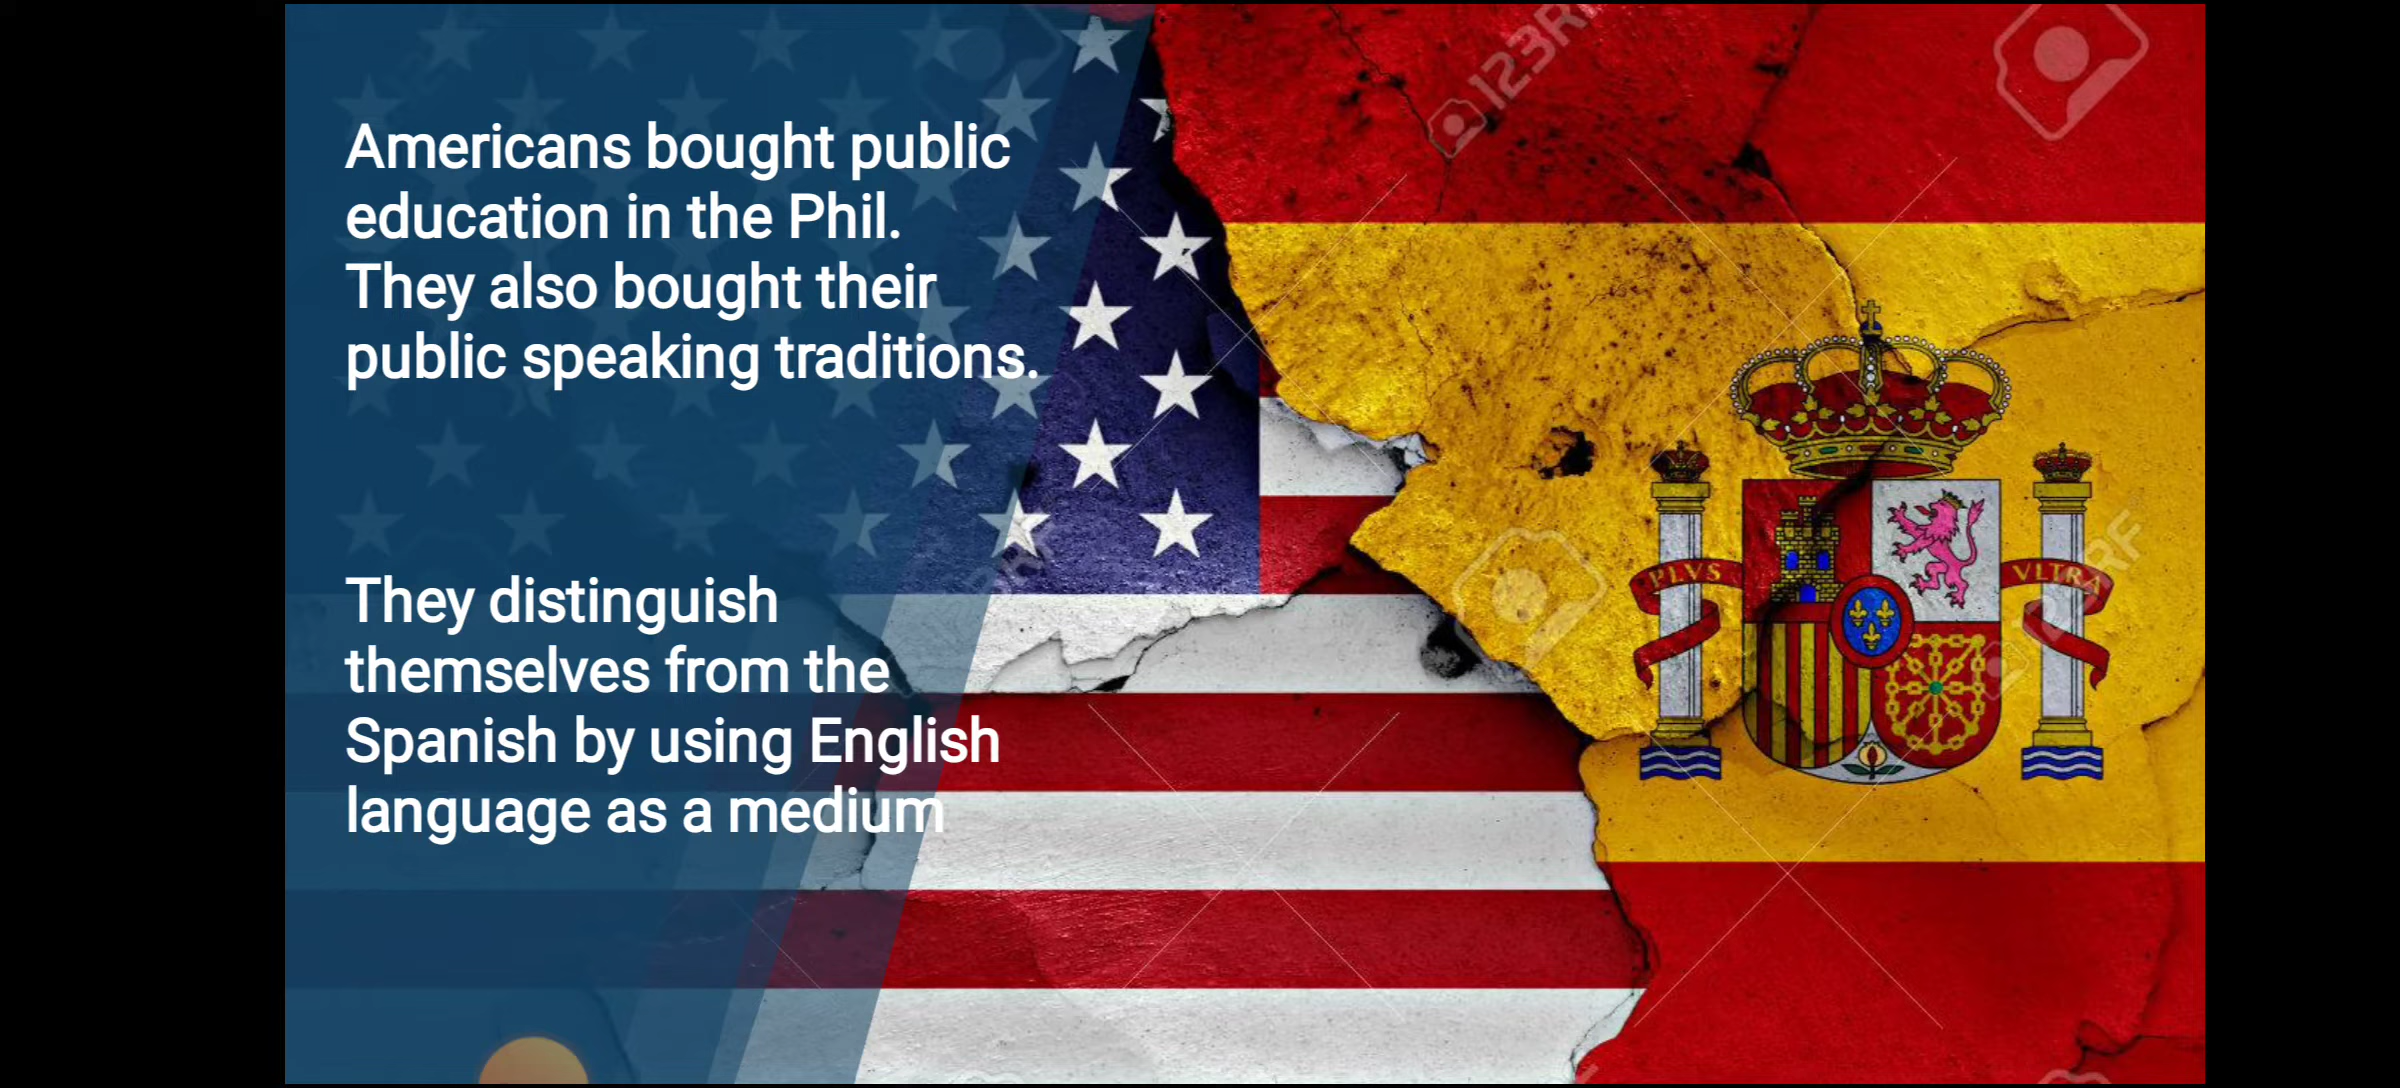 Americans bought public
education in the Phil.
They also bought their
public speaking traditions.
They distinguish
themselves from the
Spanish by using English
language as a medium
PLVS
VLTRA
123RF